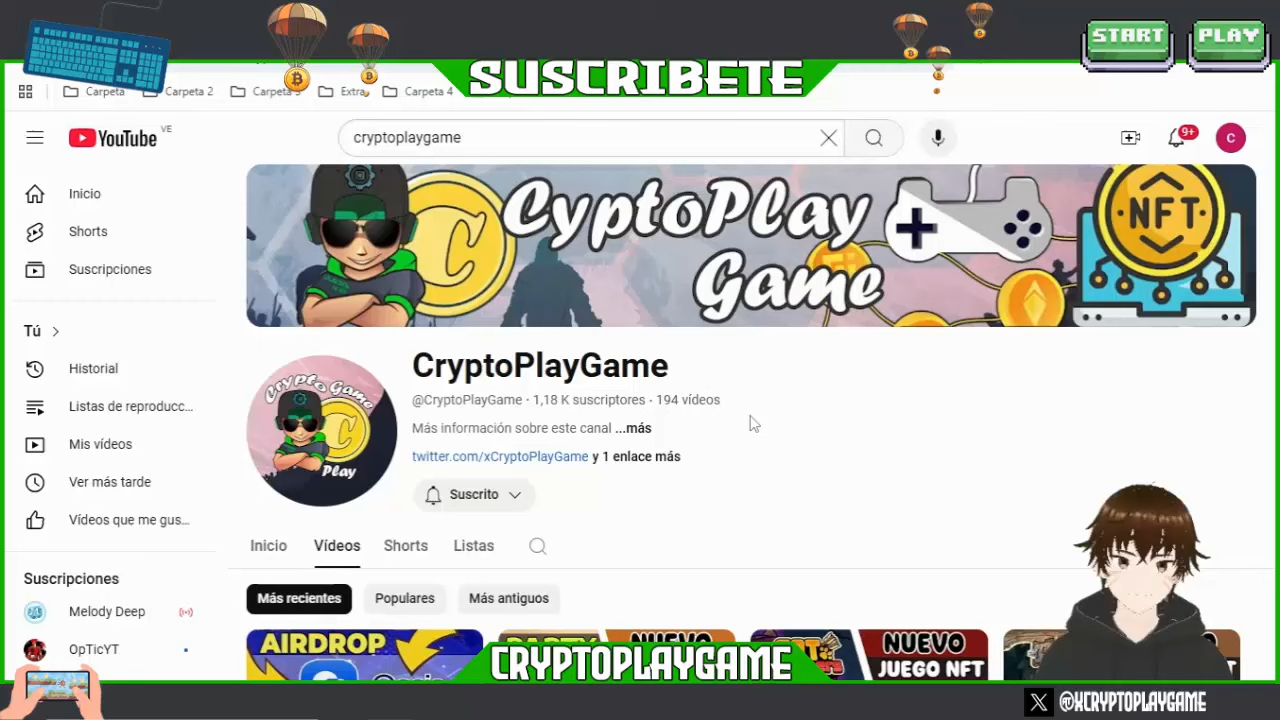 START PLAY
SUSCRIBETE
Carpeta Carpeta 2 Carpeta 3 Extra Carpeta 4
YouTube VE
cryptoplaygame
9+
C
Inicio
Shorts
Suscripciones
Tú
Historial
Listas de reproducc...
Mis vídeos
Ver más tarde
Vídeos que me gus...
Suscripciones
Melody Deep
OpTicYT
CyptoPlay
Game
C
NFT
Crypto Game
C
Play
CryptoPlayGame
@CryptoPlayGame · 1,18 K suscriptores · 194 vídeos
Más información sobre este canal ...más
twitter.com/xCryptoPlayGame y 1 enlace más
Suscrito
Inicio Vídeos Shorts Listas
Más recientes Populares Más antiguos
AIRDROP
NUEVO
NUEVO
JUEGO NFT
CRYPTOPLAYGAME
X @XCRYPTOPLAYGAME